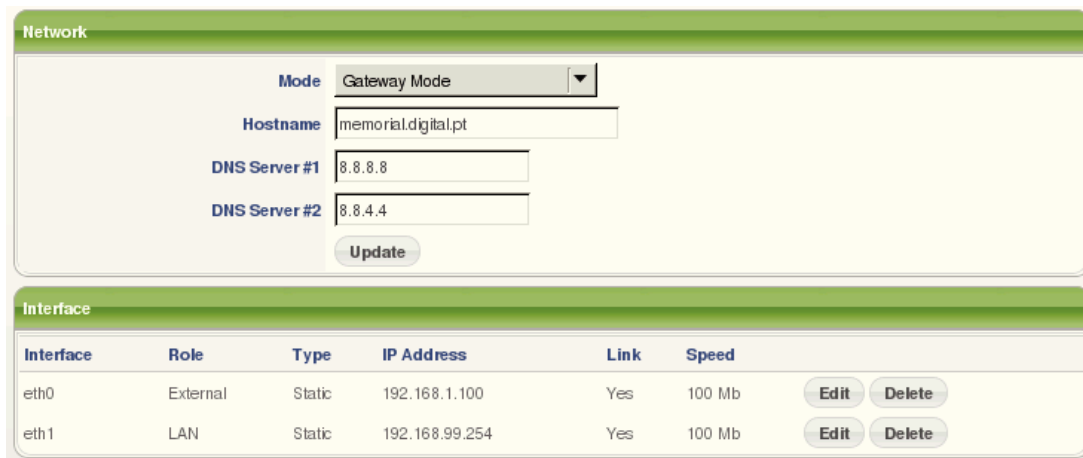 Network
Mode Gateway Mode
Hostname memorial.digital.pt
DNS Server #1 8.8.8.8
DNS Server #2 8.8.4.4
Update
Interface
Interface Role Type IP Address Link Speed
eth0 External Static 192.168.1.100 Yes 100 Mb Edit Delete
eth1 LAN Static 192.168.99.254 Yes 100 Mb Edit Delete